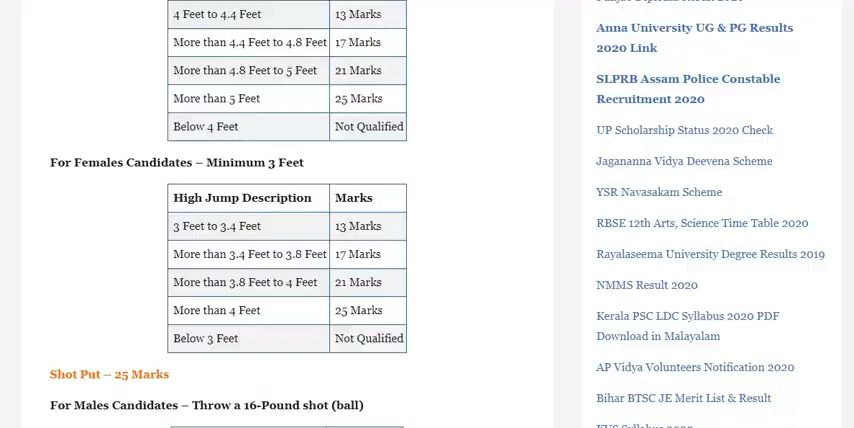 4 Feet to 4.4 Feet 13 Marks
More than 4.4 Feet to 4.8 Feet 17 Marks
More than 4.8 Feet to 5 Feet 21 Marks
More than 5 Feet 25 Marks
Below 4 Feet Not Qualified
For Females Candidates – Minimum 3 Feet
High Jump Description Marks
3 Feet to 3.4 Feet 13 Marks
More than 3.4 Feet to 3.8 Feet 17 Marks
More than 3.8 Feet to 4 Feet 21 Marks
More than 4 Feet 25 Marks
Below 3 Feet Not Qualified
Shot Put – 25 Marks
For Males Candidates – Throw a 16-Pound shot (ball)
Anna University UG & PG Results
2020 Link
SLPRB Assam Police Constable
Recruitment 2020
UP Scholarship Status 2020 Check
Jagananna Vidya Deevena Scheme
YSR Navasakam Scheme
RBSE 12th Arts, Science Time Table 2020
Rayalaseema University Degree Results 2019
NMMS Result 2020
Kerala PSC LDC Syllabus 2020 PDF
Download in Malayalam
AP Vidya Volunteers Notification 2020
Bihar BTSC JE Merit List & Result